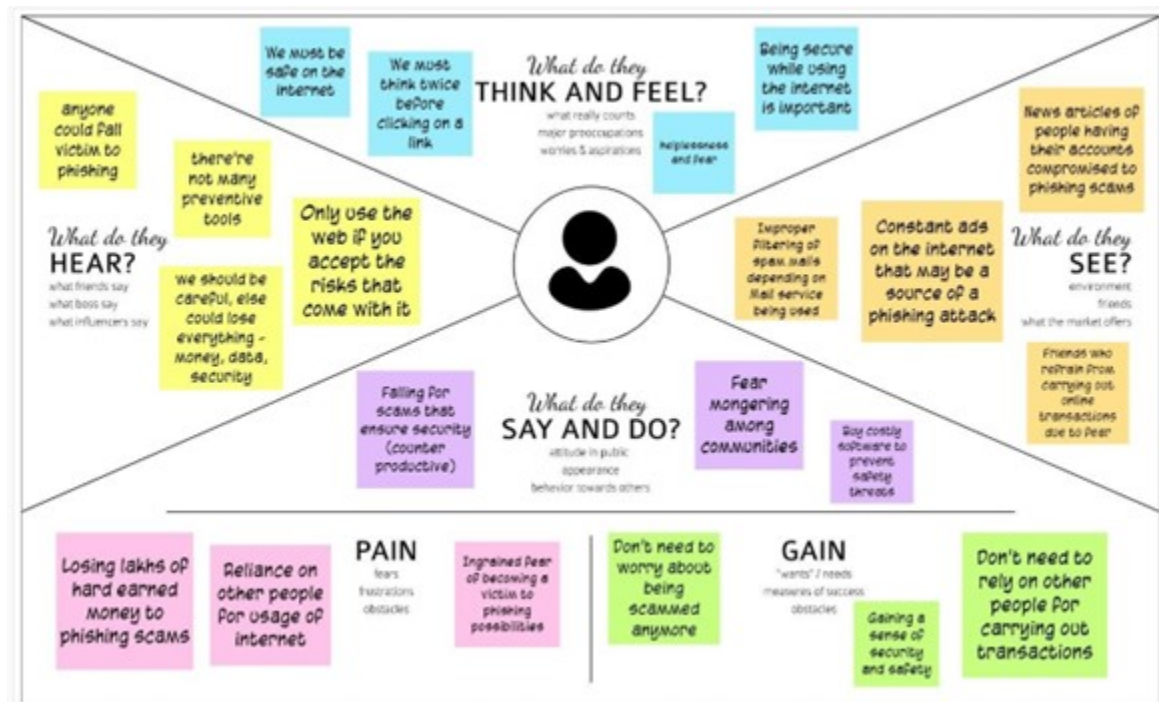 We must be
safe on the
internet
We must
think twice
before
clicking on a
link
What do they
THINK AND FEEL?
what really counts
major preoccupations
worries & aspirations
helplessness
and fear
Being secure
while using
the internet
is important
anyone
could fall
victim to
phishing
there're
not many
preventive
tools
Only use the
web if you
accept the
risks that
come with it
What do they
HEAR?
what friends say
what boss say
what influencers say
we should be
careful, else
could lose
everything -
money, data,
security
News articles of
people having
their accounts
compromised to
phishing scams
Improper
filtering of
spam mails
depending on
Mail service
being used
Constant ads
on the internet
that may be a
source of a
phishing attack
What do they
SEE?
environment
friends
what the market offers
Friends who
refrain from
carrying out
online
transactions
due to fear
Falling for
scams that
ensure security
(counter
productive)
What do they
SAY AND DO?
attitude in public
appearance
behavior towards others
Fear
mongering
among
communities
Buy costly
software to
prevent
safety
threats
Losing lakhs of
hard earned
money to
phishing scams
Reliance on
other people
for usage of
internet
PAIN
fears
frustrations
obstacles
Ingrained fear
of becoming a
victim to
phishing
possibilities
Don't need to
worry about
being
scammed
anymore
GAIN
"wants" / needs
measures of success
obstacles
Gaining a
sense of
security
and safety
Don't need to
rely on other
people for
carrying out
transactions